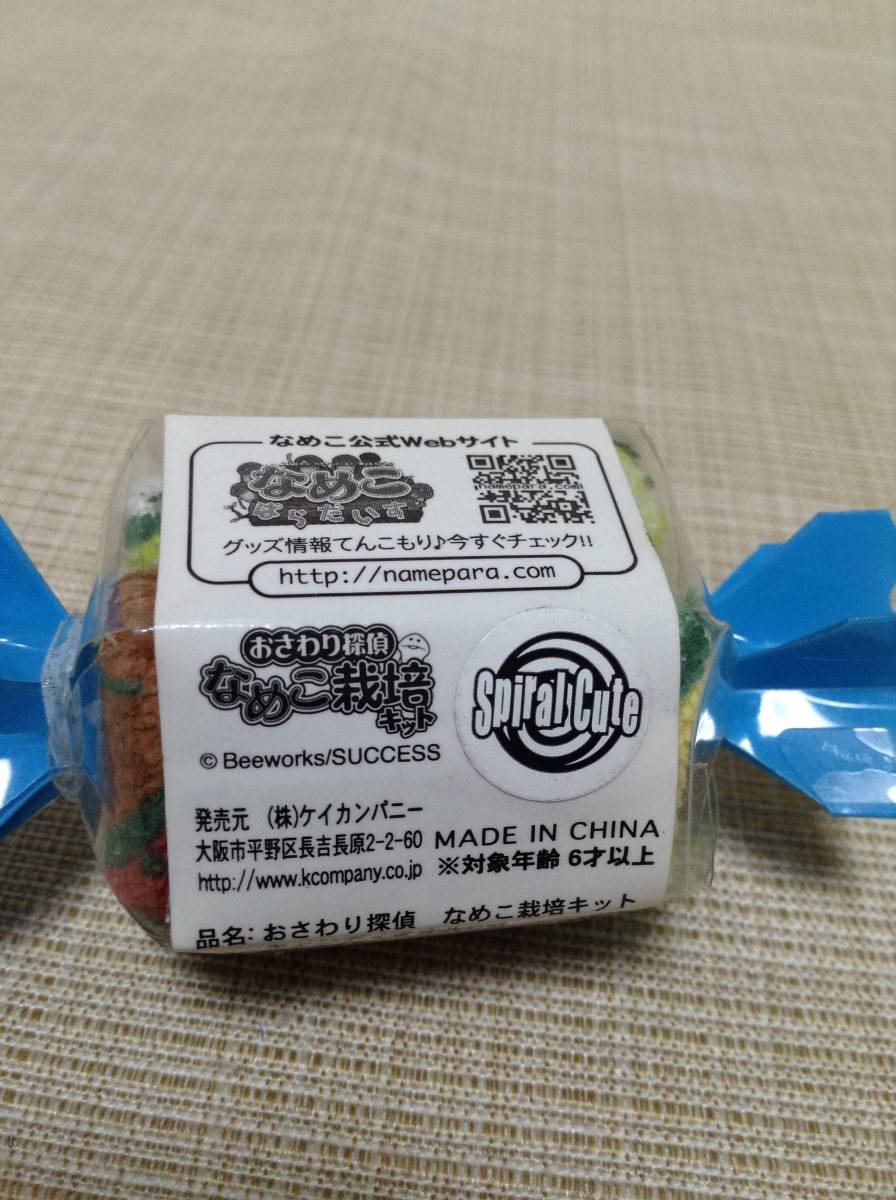 なめこ公式Webサイト
なめこ
ぱらだいす
namepara.com
グッズ情報てんこもり♪今すぐチェック!!
http://namepara.com
おさわり探偵
なめこ栽培
キット
© Beeworks/SUCCESS
Spiral Cute
発売元 (株)ケイカンパニー
大阪市平野区長吉長原2-2-60
http://www.kcompany.co.jp
MADE IN CHINA
※対象年齢 6才以上
品名: おさわり探偵 なめこ栽培キット